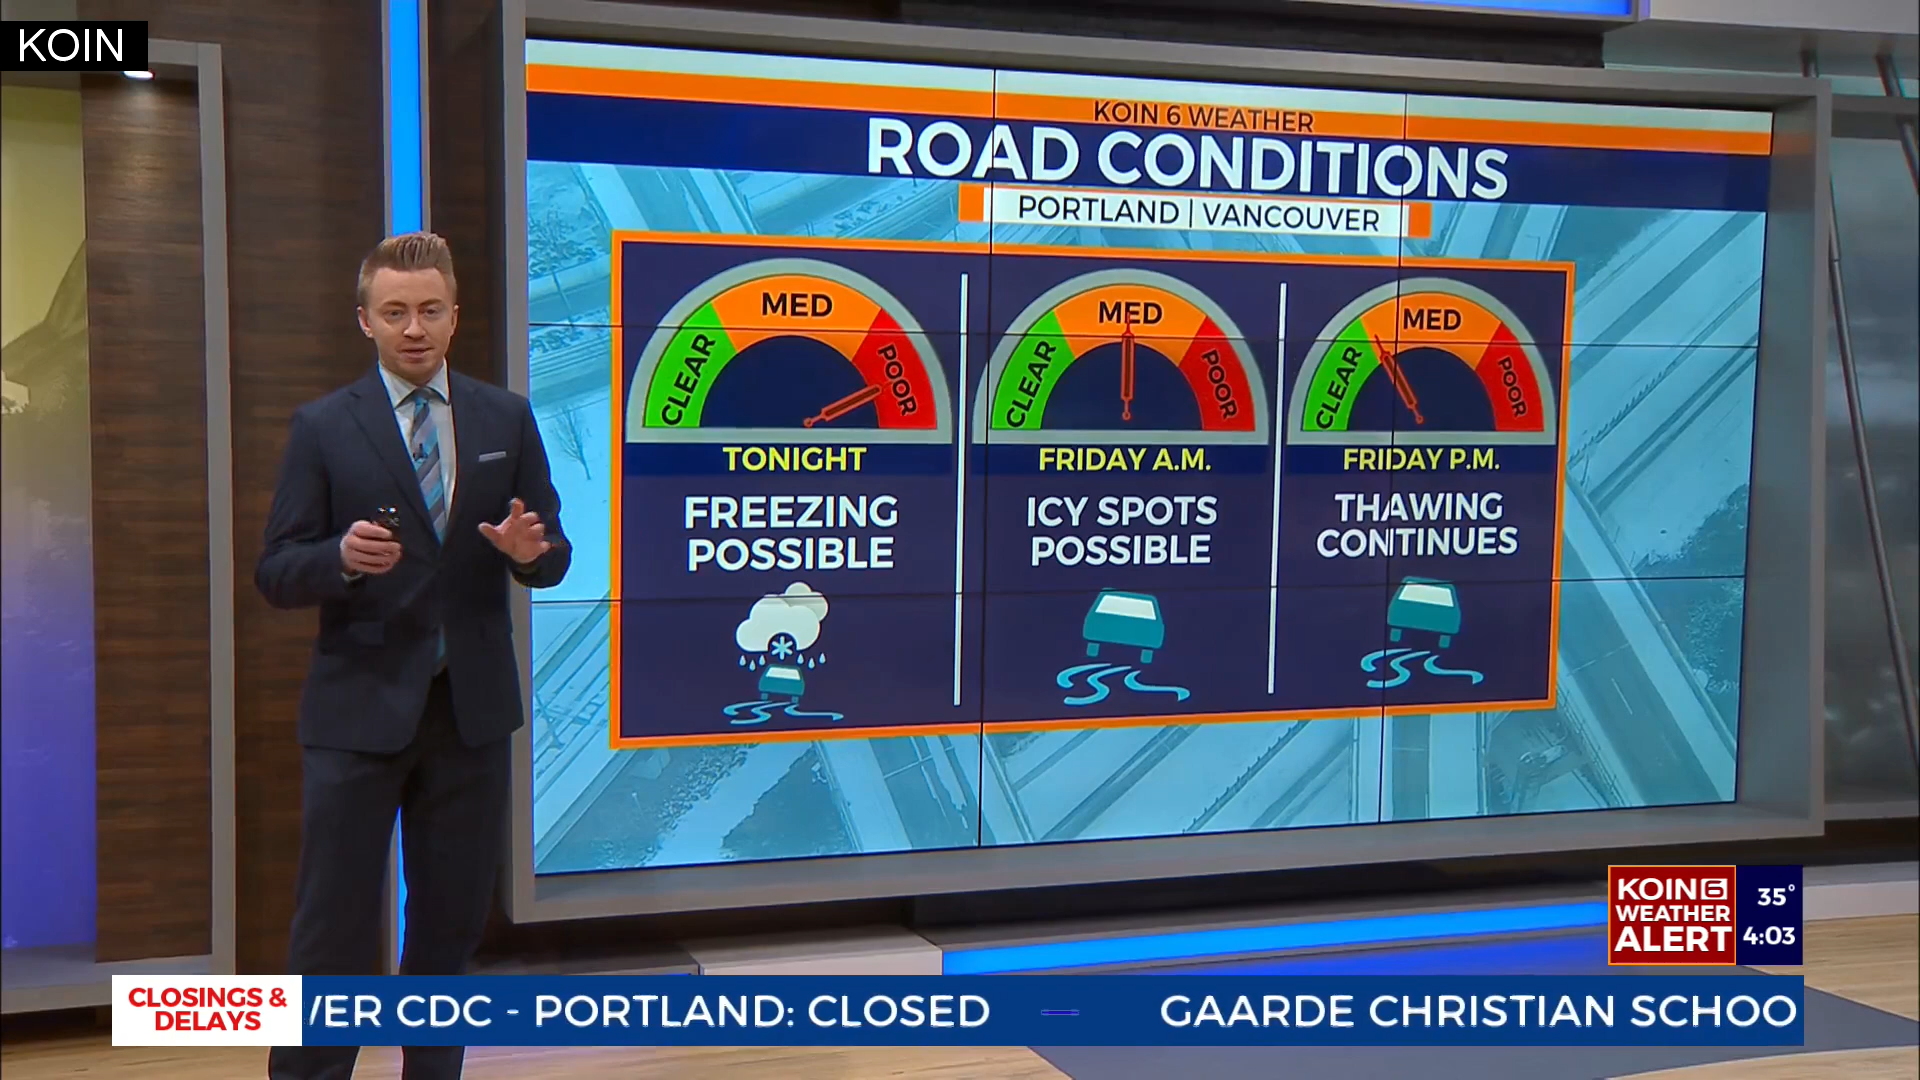 KOIN
KOIN 6 WEATHER
ROAD CONDITIONS
PORTLAND | VANCOUVER
CLEAR
MED
POOR
TONIGHT
FREEZING
POSSIBLE
CLEAR
MED
POOR
FRIDAY A.M.
ICY SPOTS
POSSIBLE
CLEAR
MED
POOR
FRIDAY P.M.
THAWING
CONTINUES
KOIN 6
WEATHER
ALERT
35°
4:03
CLOSINGS &
DELAYS
VER CDC - PORTLAND: CLOSED — GAARDE CHRISTIAN SCHOO